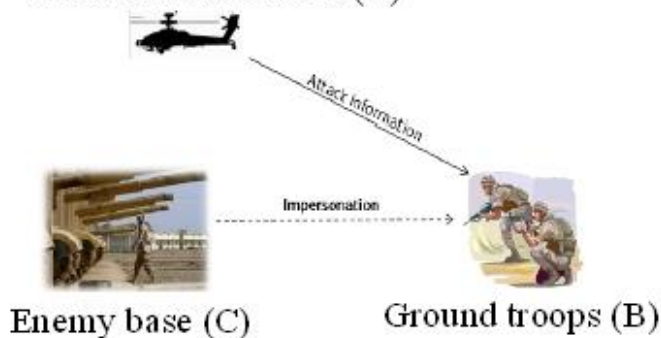 Attack information
Impersonation
Enemy base (C)
Ground troops (B)